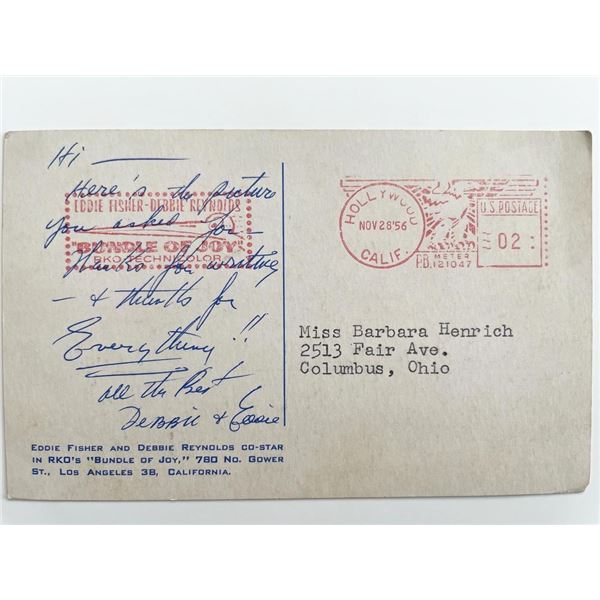 Hi —
Here's the picture
you asked for —
Thanks for writing
— & thanks for
Everything!!
all the Best
Debbie & Eddie
EDDIE FISHER-DEBBIE REYNOLDS
"BUNDLE OF JOY"
RKO TECHNICOLOR
EDDIE FISHER AND DEBBIE REYNOLDS CO-STAR
IN RKO'S "BUNDLE OF JOY," 780 NO. GOWER
ST., LOS ANGELES 38, CALIFORNIA.
HOLLYWOOD
NOV 28 '56
CALIF.
U.S. POSTAGE
02
P.B. METER
121047
Miss Barbara Henrich
2513 Fair Ave.
Columbus, Ohio